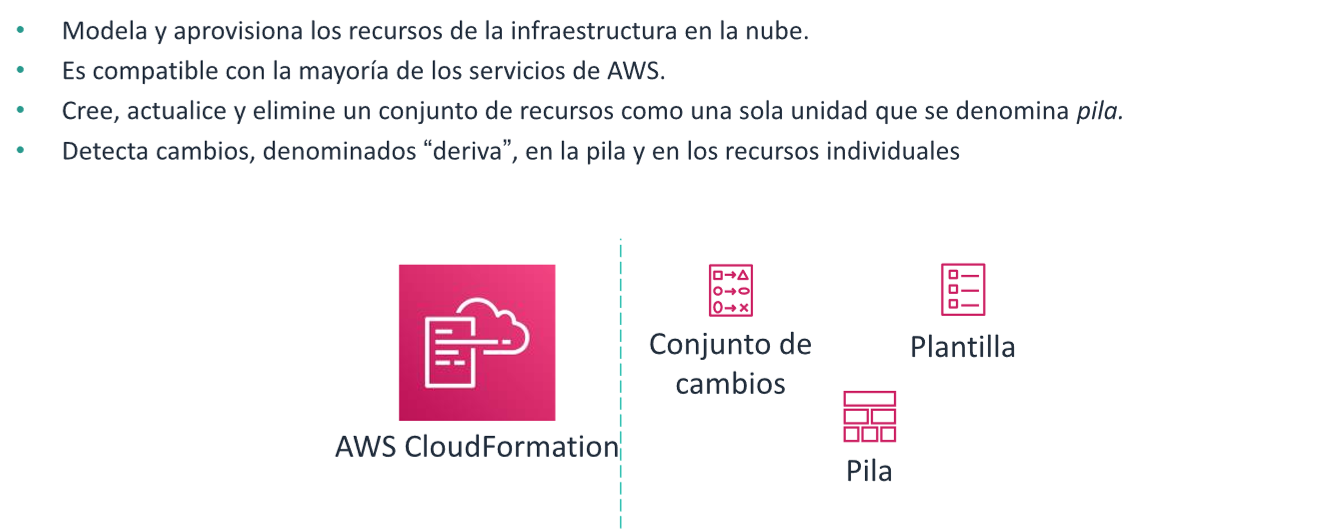 • Modela y aprovisiona los recursos de la infraestructura en la nube.
• Es compatible con la mayoría de los servicios de AWS.
• Cree, actualice y elimine un conjunto de recursos como una sola unidad que se denomina pila.
• Detecta cambios, denominados “deriva”, en la pila y en los recursos individuales
AWS CloudFormation
Conjunto de
cambios
Plantilla
Pila